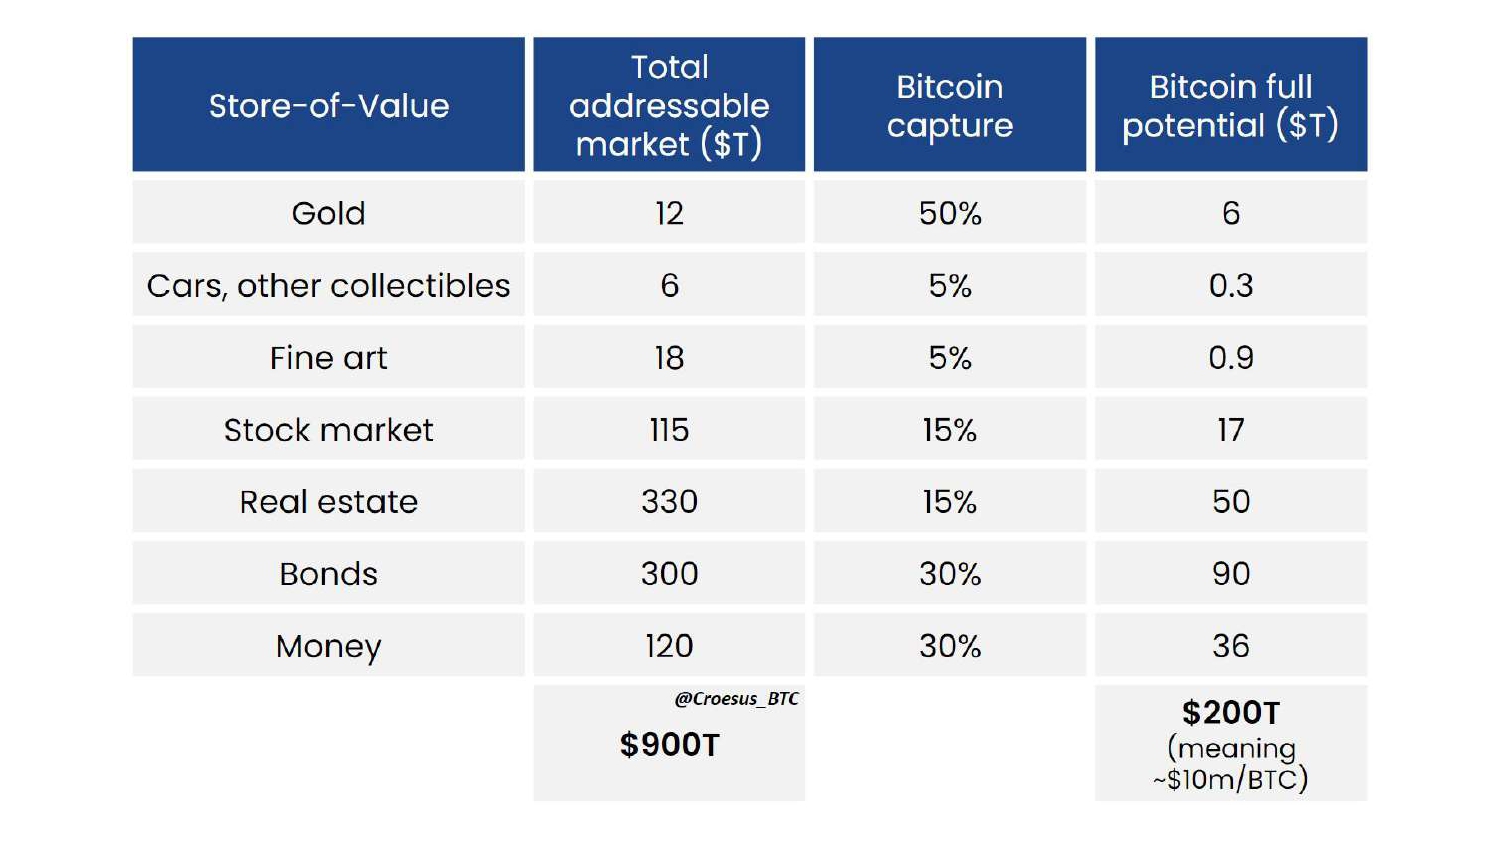 Store-of-Value
Total
addressable
market ($T)
Bitcoin
capture
Bitcoin full
potential ($T)
Gold 12 50% 6
Cars, other collectibles 6 5% 0.3
Fine art 18 5% 0.9
Stock market 115 15% 17
Real estate 330 15% 50
Bonds 300 30% 90
Money 120 30% 36
@Croesus_BTC
$900T
$200T
(meaning
~$10m/BTC)